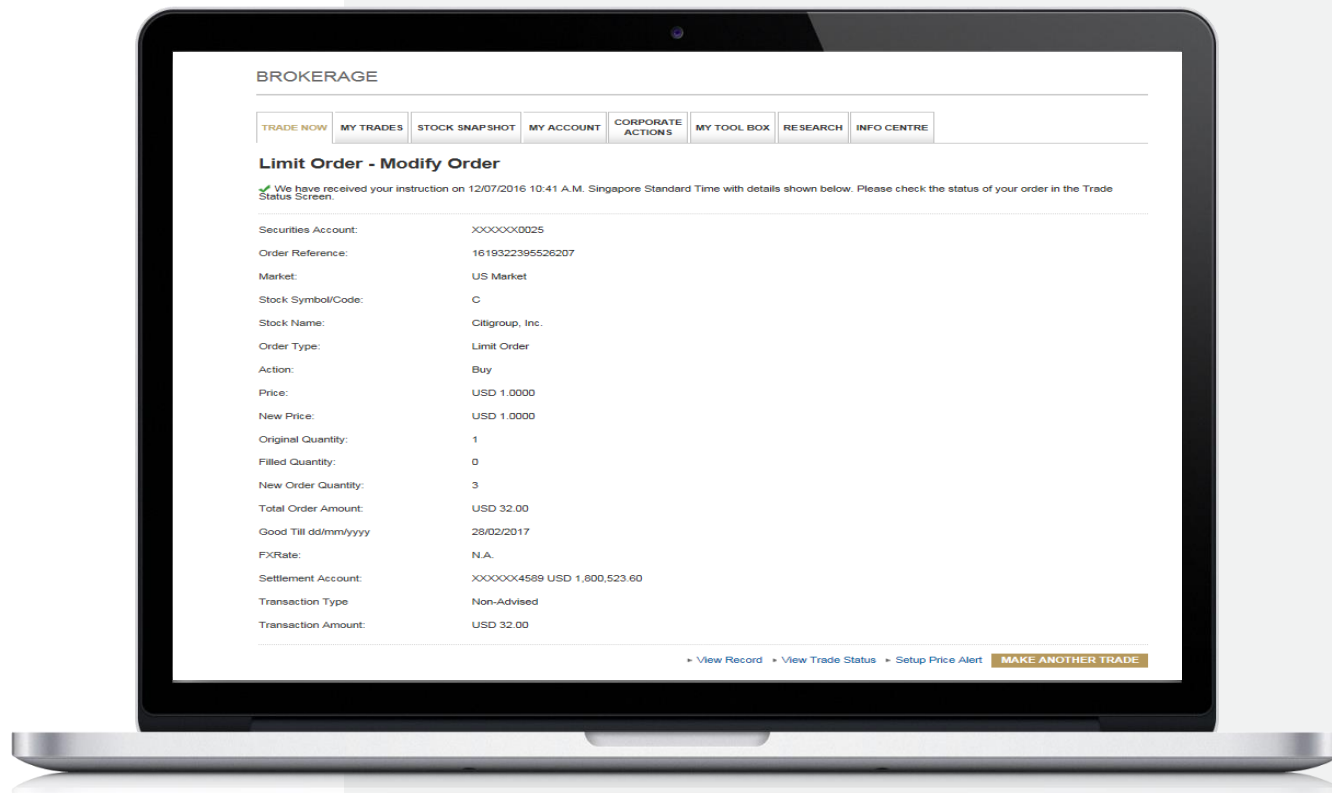 BROKERAGE
TRADE NOW MY TRADES STOCK SNAPSHOT MY ACCOUNT CORPORATE ACTIONS MY TOOL BOX RESEARCH INFO CENTRE
Limit Order - Modify Order
We have received your instruction on 12/07/2016 10:41 A.M. Singapore Standard Time with details shown below. Please check the status of your order in the Trade
Status Screen.
Securities Account: XXXXXX0025
Order Reference: 1619322395526207
Market: US Market
Stock Symbol/Code: C
Stock Name: Citigroup, Inc.
Order Type: Limit Order
Action: Buy
Price: USD 1.0000
New Price: USD 1.0000
Original Quantity: 1
Filled Quantity: 0
New Order Quantity: 3
Total Order Amount: USD 32.00
Good Till dd/mm/yyyy 28/02/2017
FXRate: N.A.
Settlement Account: XXXXXX4589 USD 1,800,523.60
Transaction Type Non-Advised
Transaction Amount: USD 32.00
View Record View Trade Status Setup Price Alert MAKE ANOTHER TRADE